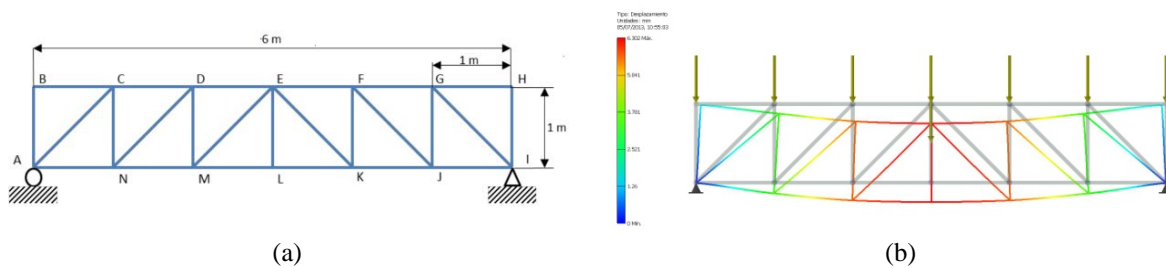 6 m
1 m
B C D E F G H
1 m
A I
N M L K J
(a)
Tipo: Desplazamiento
Unidades: mm
05/07/2013, 10:55:03
6.302 Máx.
5.041
3.781
2.521
1.26
0 Mín.
(b)